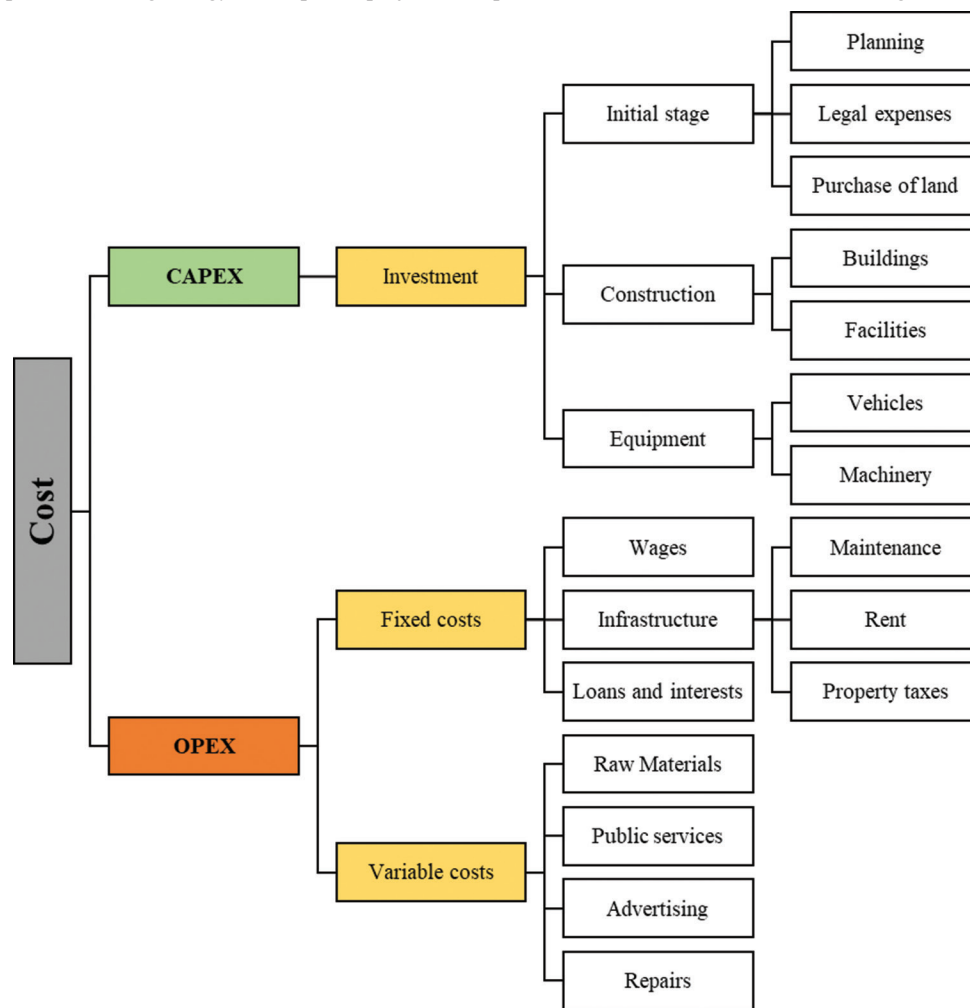 Planning
Initial stage
Legal expenses
Purchase of land
CAPEX
Investment
Construction
Buildings
Facilities
Equipment
Vehicles
Machinery
Cost
Wages
Maintenance
Fixed costs
Infrastructure
Rent
Loans and interests
Property taxes
OPEX
Raw Materials
Public services
Variable costs
Advertising
Repairs